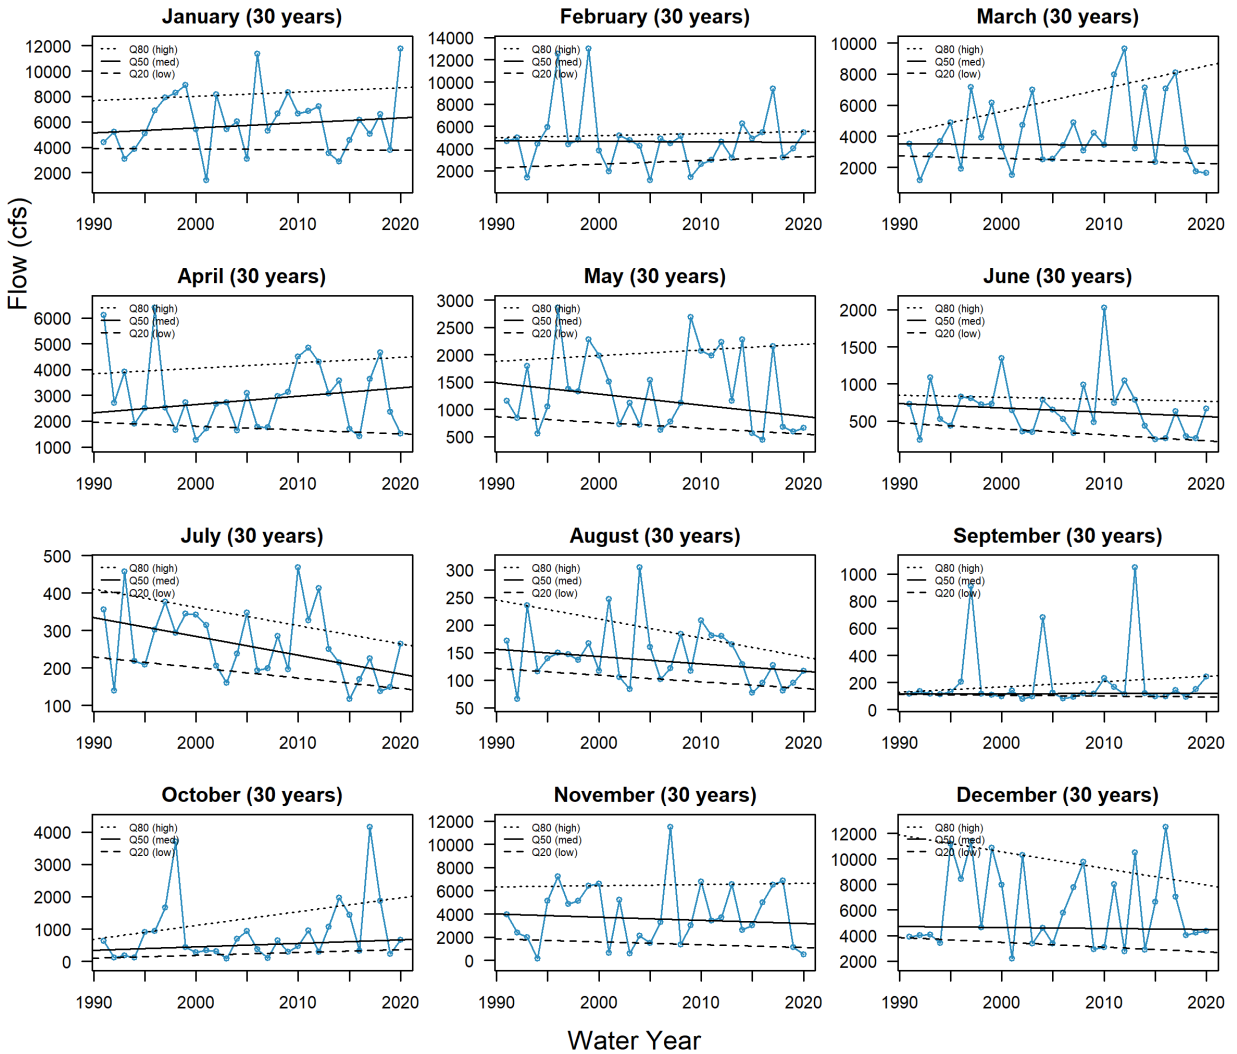 January (30 years)
February (30 years)
March (30 years)
Q80 (high)
Q50 (med)
Q20 (low)
12000
10000
8000
6000
4000
2000
1990
2000
2010
2020
Q80 (high)
Q50 (med)
Q20 (low)
14000
12000
10000
8000
6000
4000
2000
1990
2000
2010
2020
Q80 (high)
Q50 (med)
Q20 (low)
10000
8000
6000
4000
2000
1990
2000
2010
2020
Flow (cfs)
April (30 years)
May (30 years)
June (30 years)
Q80 (high)
Q50 (med)
Q20 (low)
6000
5000
4000
3000
2000
1000
1990
2000
2010
2020
Q80 (high)
Q50 (med)
Q20 (low)
3000
2500
2000
1500
1000
500
1990
2000
2010
2020
Q80 (high)
Q50 (med)
Q20 (low)
2000
1500
1000
500
1990
2000
2010
2020
July (30 years)
August (30 years)
September (30 years)
Q80 (high)
Q50 (med)
Q20 (low)
500
400
300
200
100
1990
2000
2010
2020
Q80 (high)
Q50 (med)
Q20 (low)
300
250
200
150
100
50
1990
2000
2010
2020
Q80 (high)
Q50 (med)
Q20 (low)
1000
800
600
400
200
0
1990
2000
2010
2020
October (30 years)
November (30 years)
December (30 years)
Q80 (high)
Q50 (med)
Q20 (low)
4000
3000
2000
1000
0
1990
2000
2010
2020
Q80 (high)
Q50 (med)
Q20 (low)
12000
10000
8000
6000
4000
2000
0
1990
2000
2010
2020
Q80 (high)
Q50 (med)
Q20 (low)
12000
10000
8000
6000
4000
2000
1990
2000
2010
2020
Water Year